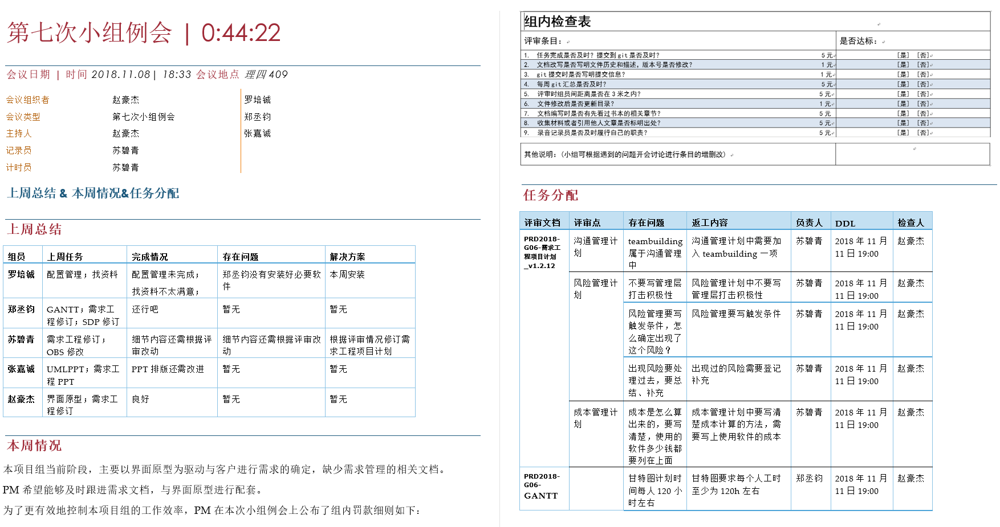 第七次小组例会 | 0:44:22
会议日期 | 时间 2018.11.08| 18:33 会议地点 理四 409
会议组织者 赵豪杰 罗培铖
会议类型 第七次小组例会 郑丞钧
主持人 赵豪杰 张嘉诚
记录员 苏碧青
计时员 苏碧青
上周总结 & 本周情况&任务分配
上周总结
组员 上周任务 完成情况 存在问题 解决方案
罗培铖 配置管理；找资料 配置管理未完成； 郑丞钧没有安装好必要软 本周安装
找资料不太满意； 件
郑丞钧 GANTT；需求工 还行吧 暂无 暂无
程修订；SDP 修订
苏碧青 需求工程修订； 细节内容还需根据评 细节内容还需根据评审改 根据评审情况修订需
OBS 修改 审改动 动 求工程项目计划
张嘉诚 UMLPPT；需求工 PPT 排版还需改进 暂无 暂无
程 PPT
赵豪杰 界面原型；需求工 良好 暂无 暂无
程修订
本周情况
本项目组当前阶段，主要以界面原型为驱动与客户进行需求的确定，缺少需求管理的相关文档。
PM 希望能够及时跟进需求文档，与界面原型进行配套。
为了更有效地控制本项目组的工作效率，PM 在本次小组例会上公布了组内罚款细则如下：
组内检查表
评审条目： 是否达标：
1. 任务完成是否及时？提交到 git 是否及时？ 5 元 [是] [否]
2. 文档改写是否写明文件历史和描述，版本号是否修改？ 1 元 [是] [否]
3. git 提交时是否写明提交信息？ 1 元 [是] [否]
4. 每周 git 汇总是否及时？ 5 元 [是] [否]
5. 评审时组员间距离是否在 3 米之内？ 5 元 [是] [否]
6. 文件修改后是否更新目录？ 1 元 [是] [否]
7. 文档编写时是否有先看过书本的相关章节？ 5 元 [是] [否]
8. 收集材料或者引用他人文章是否标明出处？ 5 元 [是] [否]
9. 录音记录员是否及时履行自己的职责？ 5 元 [是] [否]
其他说明：（小组可根据遇到的问题开会讨论进行条目的增删改）
任务分配
评审文档 评审点 存在问题 返工内容 负责人 DDL 检查人
PRD2018- 沟通管理计 teambuilding 沟通管理计划中需要加 苏碧青 2018 年 11 月 赵豪杰
G06-需求工 划 属于沟通管理 入 teambuilding 一项 11 日 19:00
程项目计划 中
_v1.2.12
风险管理计 不要写管理层 风险管理计划中不要写 苏碧青 2018 年 11 月 赵豪杰
划 打击积极性 管理层打击积极性 11 日 19:00
风险管理要写 风险管理要写触发条件 苏碧青 2018 年 11 月 赵豪杰
触发条件，怎 11 日 19:00
么确定出现了
这个风险？
出现风险要处 出现过的风险需要登记 苏碧青 2018 年 11 月 赵豪杰
理过去，要总 补充 11 日 19:00
结、补充
成本管理计 成本是怎么算 成本管理计划中要写清 苏碧青 2018 年 11 月 赵豪杰
划 出来的，要写 楚成本计算的方法，需 11 日 19:00
清楚，使用的 要写上使用软件的成本
软件多少钱都
要列在上面
PRD2018- 甘特图计划时 甘特图要求每个人工时 郑丞钧 2018 年 11 月 赵豪杰
G06- 间每人 120 小 至少为 120h 左右 11 日 19:00
GANTT 时左右